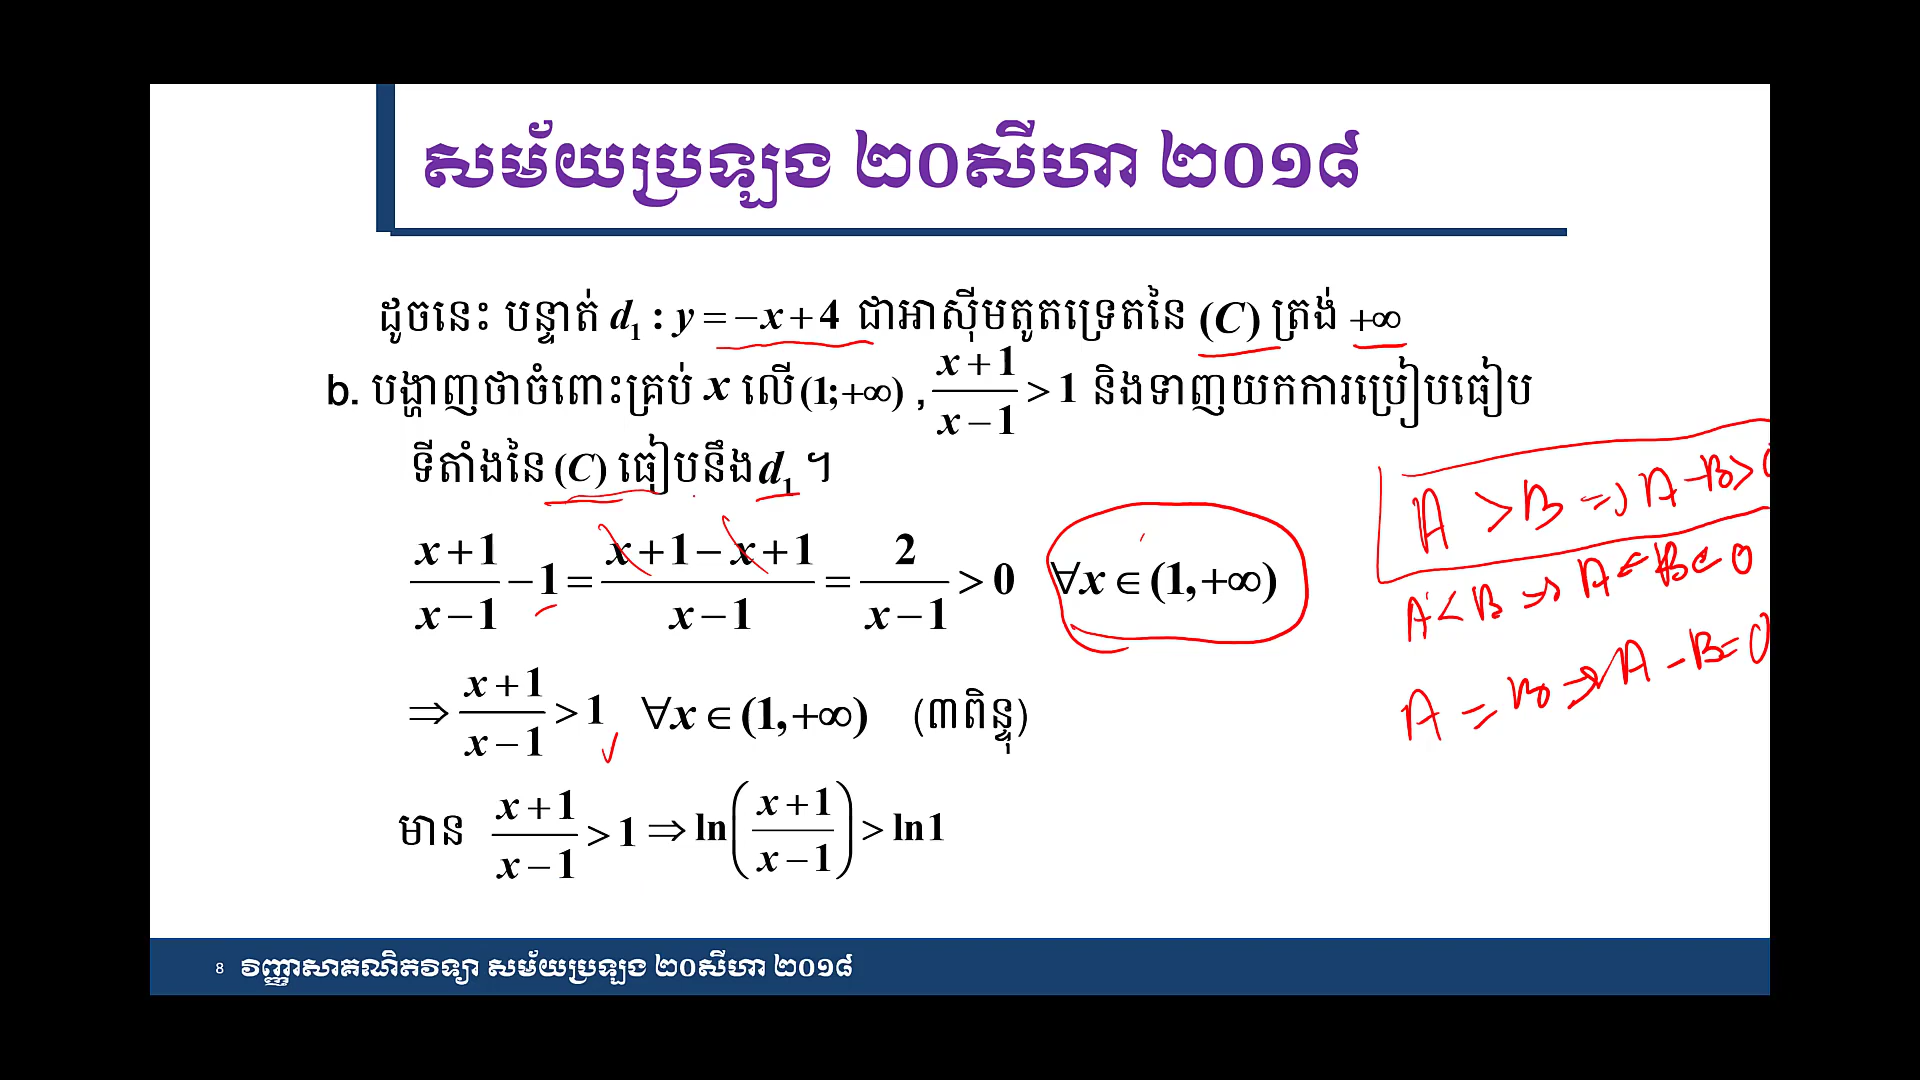 សម័យប្រឡង ២០សីហា ២០១៨
ដូចនេះ បន្ទាត់ d₁ : y = −x + 4 ជាអាស៊ីមតូតទ្រេតនៃ (C) ត្រង់ +∞
b. បង្ហាញថាចំពោះគ្រប់ x លើ (1;+∞) , (x+1)/(x−1) > 1 និងទាញយកការប្រៀបធៀប
ទីតាំងនៃ (C) ធៀបនឹង d₁ ។
(x+1)/(x−1) − 1 = (x+1−x+1)/(x−1) = 2/(x−1) > 0 ∀x ∈ (1,+∞)
⇒ (x+1)/(x−1) > 1 ∀x ∈ (1,+∞) (៣ពិន្ទុ)
មាន (x+1)/(x−1) > 1 ⇒ ln((x+1)/(x−1)) > ln1
A > B ⇒ A − B > 0
A < B ⇒ A − B < 0
A = B ⇒ A − B = 0
8 វិញ្ញាសាគណិតវិទ្យា សម័យប្រឡង ២០សីហា ២០១៨